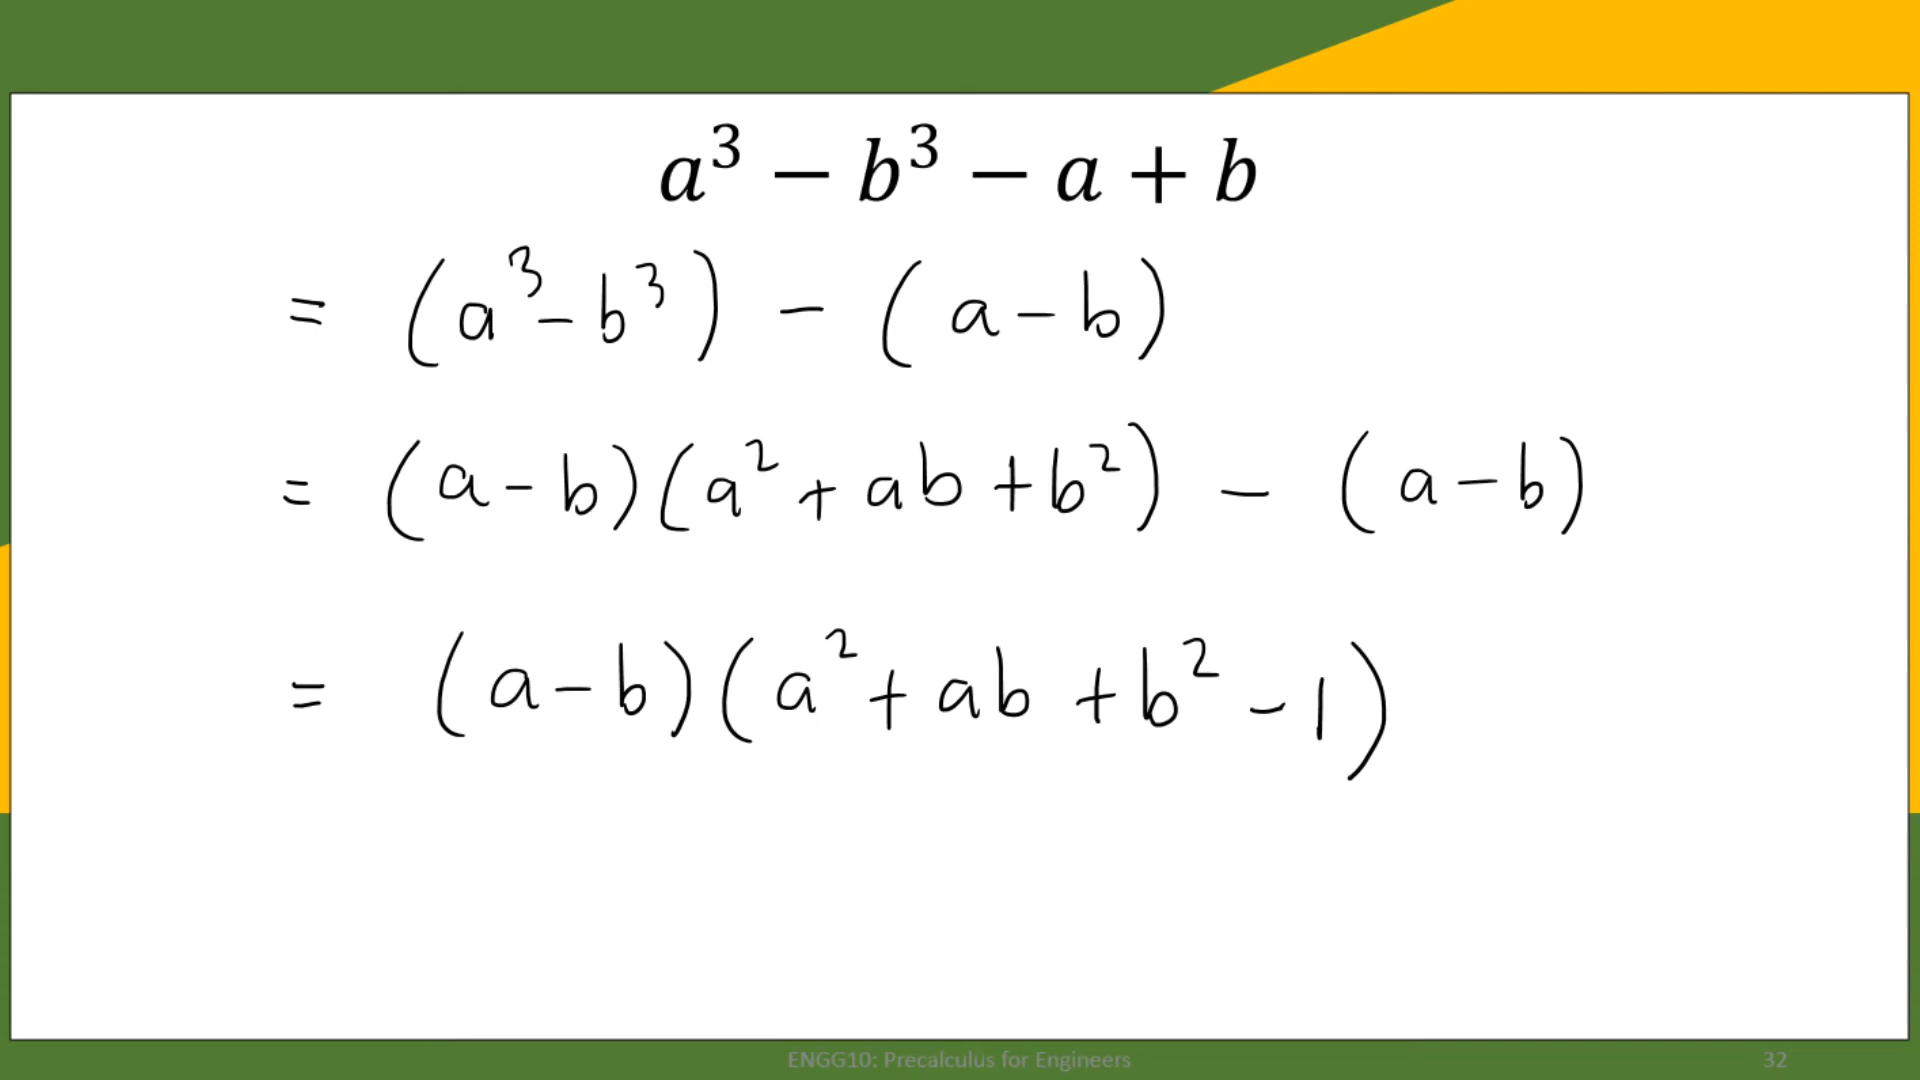 a³ − b³ − a + b
= (a³ − b³) − (a − b)
= (a − b)(a² + ab + b²) − (a − b)
= (a − b)(a² + ab + b² − 1)
ENGG10: Precalculus for Engineers
32